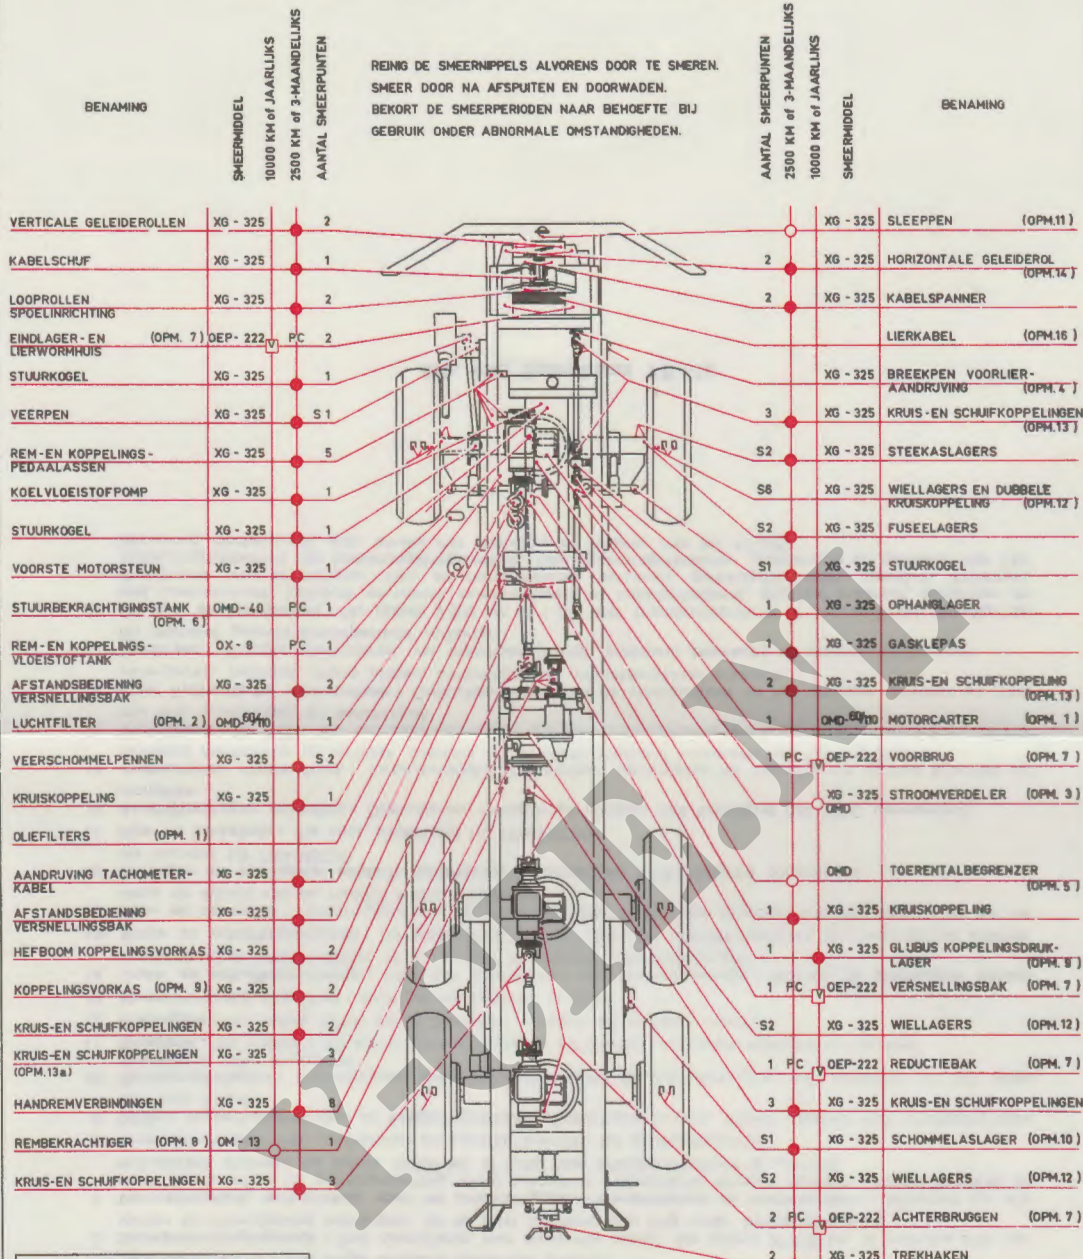 REINIG DE SMEERNIPPELS ALVORENS DOOR TE SMEREN.
SMEER DOOR NA AFSPUITEN EN DOORWADEN.
BEKORT DE SMEERPERIODEN NAAR BEHOEFTE BIJ
GEBRUIK ONDER ABNORMALE OMSTANDIGHEDEN.
BENAMING
SMEERMIDDEL
10000 KM of JAARLIJKS
2500 KM of 3-MAANDELIJKS
AANTAL SMEERPUNTEN
VERTICALE GELEIDEROLLEN XG - 325 2
KABELSCHIJF XG - 325 1
LOOPROLLEN XG - 325 2
SPOELINRICHTING
EINDLAGER-EN (OPM. 7) OEP- 222 V PC 2
LIERWORMHUIS
STUURKOGEL XG - 325 1
VEERPEN XG - 325 S 1
REM-EN KOPPELINGS- XG - 325 5
PEDAALASSEN
KOELVLOEISTOFPOMP XG - 325 1
STUURKOGEL XG - 325 1
VOORSTE MOTORSTEUN XG - 325 1
STUURBEKRACHTIGINGSTANK OMD-40 PC 1
(OPM. 6)
REM-EN KOPPELINGS- OX - 8 PC 1
VLOEISTOFTANK
AFSTANDSBEDIENING XG - 325 2
VERSNELLINGSBAK
LUCHTFILTER (OPM. 2) OMD-60/110 1
VEERSCHOMMELPENNEN XG - 325 S 2
KRUISKOPPELING XG - 325 1
OLIEFILTERS (OPM. 1)
AANDRIJVING TACHOMETER- XG - 325 1
KABEL
AFSTANDSBEDIENING XG - 325 1
VERSNELLINGSBAK
HEFBOOM KOPPELINGSVORKAS XG - 325 2
KOPPELINGSVORKAS (OPM. 9) XG - 325 2
KRUIS-EN SCHUIFKOPPELINGEN XG - 325 2
KRUIS-EN SCHUIFKOPPELINGEN XG - 325 3
(OPM.13a)
HANDREMVERBINDINGEN XG - 325 8
REMBEKRACHTIGER (OPM. 8) OM - 13 1
KRUIS-EN SCHUIFKOPPELINGEN XG - 325 3
AANTAL SMEERPUNTEN
2500 KM of 3-MAANDELIJKS
10000 KM of JAARLIJKS
SMEERMIDDEL
BENAMING
XG - 325 SLEEPPEN (OPM.11)
2 XG - 325 HORIZONTALE GELEIDEROL
(OPM.14)
2 XG - 325 KABELSPANNER
LIERKABEL (OPM.16)
XG - 325 BREEKPEN VOORLIER-
AANDRIJVING (OPM.4)
3 XG - 325 KRUIS-EN SCHUIFKOPPELINGEN
(OPM.13)
S2 XG - 325 STEEKASLAGERS
S6 XG - 325 WIELLAGERS EN DUBBELE
KRUISKOPPELING (OPM.12)
S2 XG - 325 FUSEELAGERS
S1 XG - 325 STUURKOGEL
1 XG - 325 OPHANGLAGER
1 XG - 325 GASKLEPAS
2 XG - 325 KRUIS-EN SCHUIFKOPPELING
(OPM.13)
1 OMD-60/110 MOTORCARTER (OPM. 1)
1 PC V OEP-222 VOORBRUG (OPM. 7)
XG - 325 STROOMVERDELER (OPM. 3)
OMD
OMD TOERENTALBEGRENZER
(OPM. 5)
1 XG - 325 KRUISKOPPELING
1 XG - 325 GLIJBUS KOPPELINGSDRUK-
LAGER (OPM. 9)
1 PC V OEP-222 VERSNELLINGSBAK (OPM. 7)
S2 XG - 325 WIELLAGERS (OPM.12)
1 PC V OEP-222 REDUCTIEBAK (OPM. 7)
3 XG - 325 KRUIS-EN SCHUIFKOPPELINGEN
S1 XG - 325 SCHOMMELASLAGER (OPM.10)
S2 XG - 325 WIELLAGERS (OPM.12)
2 PC V OEP-222 ACHTERBRUGGEN (OPM. 7)
2 XG - 325 TREKHAKEN
Y-CEE.NL